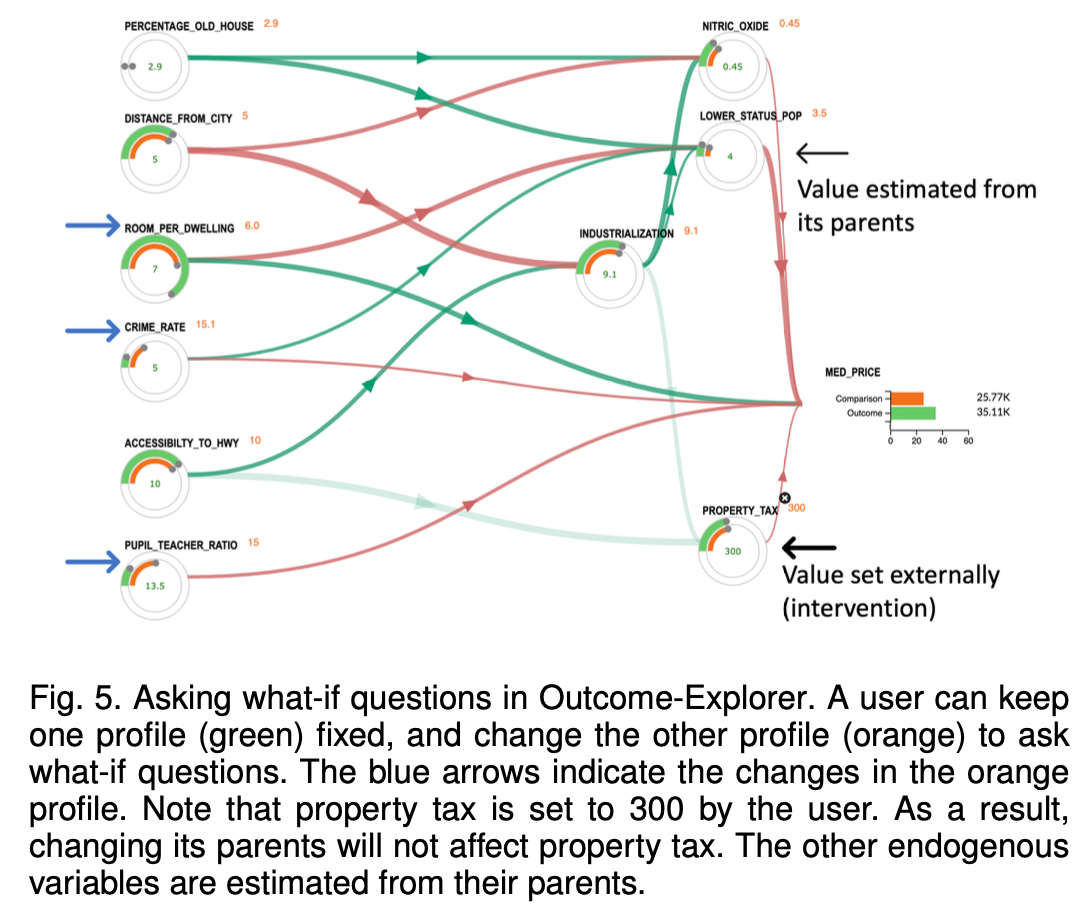 PERCENTAGE_OLD_HOUSE 2.9
2.9
DISTANCE_FROM_CITY 5
5
ROOM_PER_DWELLING 6.0
7
CRIME_RATE 15.1
5
ACCESSIBILTY_TO_HWY 10
10
PUPIL_TEACHER_RATIO 15
13.5
INDUSTRIALIZATION 9.1
9.1
NITRIC_OXIDE 0.45
0.45
LOWER_STATUS_POP 3.5
4
Value estimated from
its parents
MED_PRICE
Comparison 25.77K
Outcome 35.11K
0 20 40 60
PROPERTY_TAX 300
300
Value set externally
(intervention)
Fig. 5. Asking what-if questions in Outcome-Explorer. A user can keep
one profile (green) fixed, and change the other profile (orange) to ask
what-if questions. The blue arrows indicate the changes in the orange
profile. Note that property tax is set to 300 by the user. As a result,
changing its parents will not affect property tax. The other endogenous
variables are estimated from their parents.